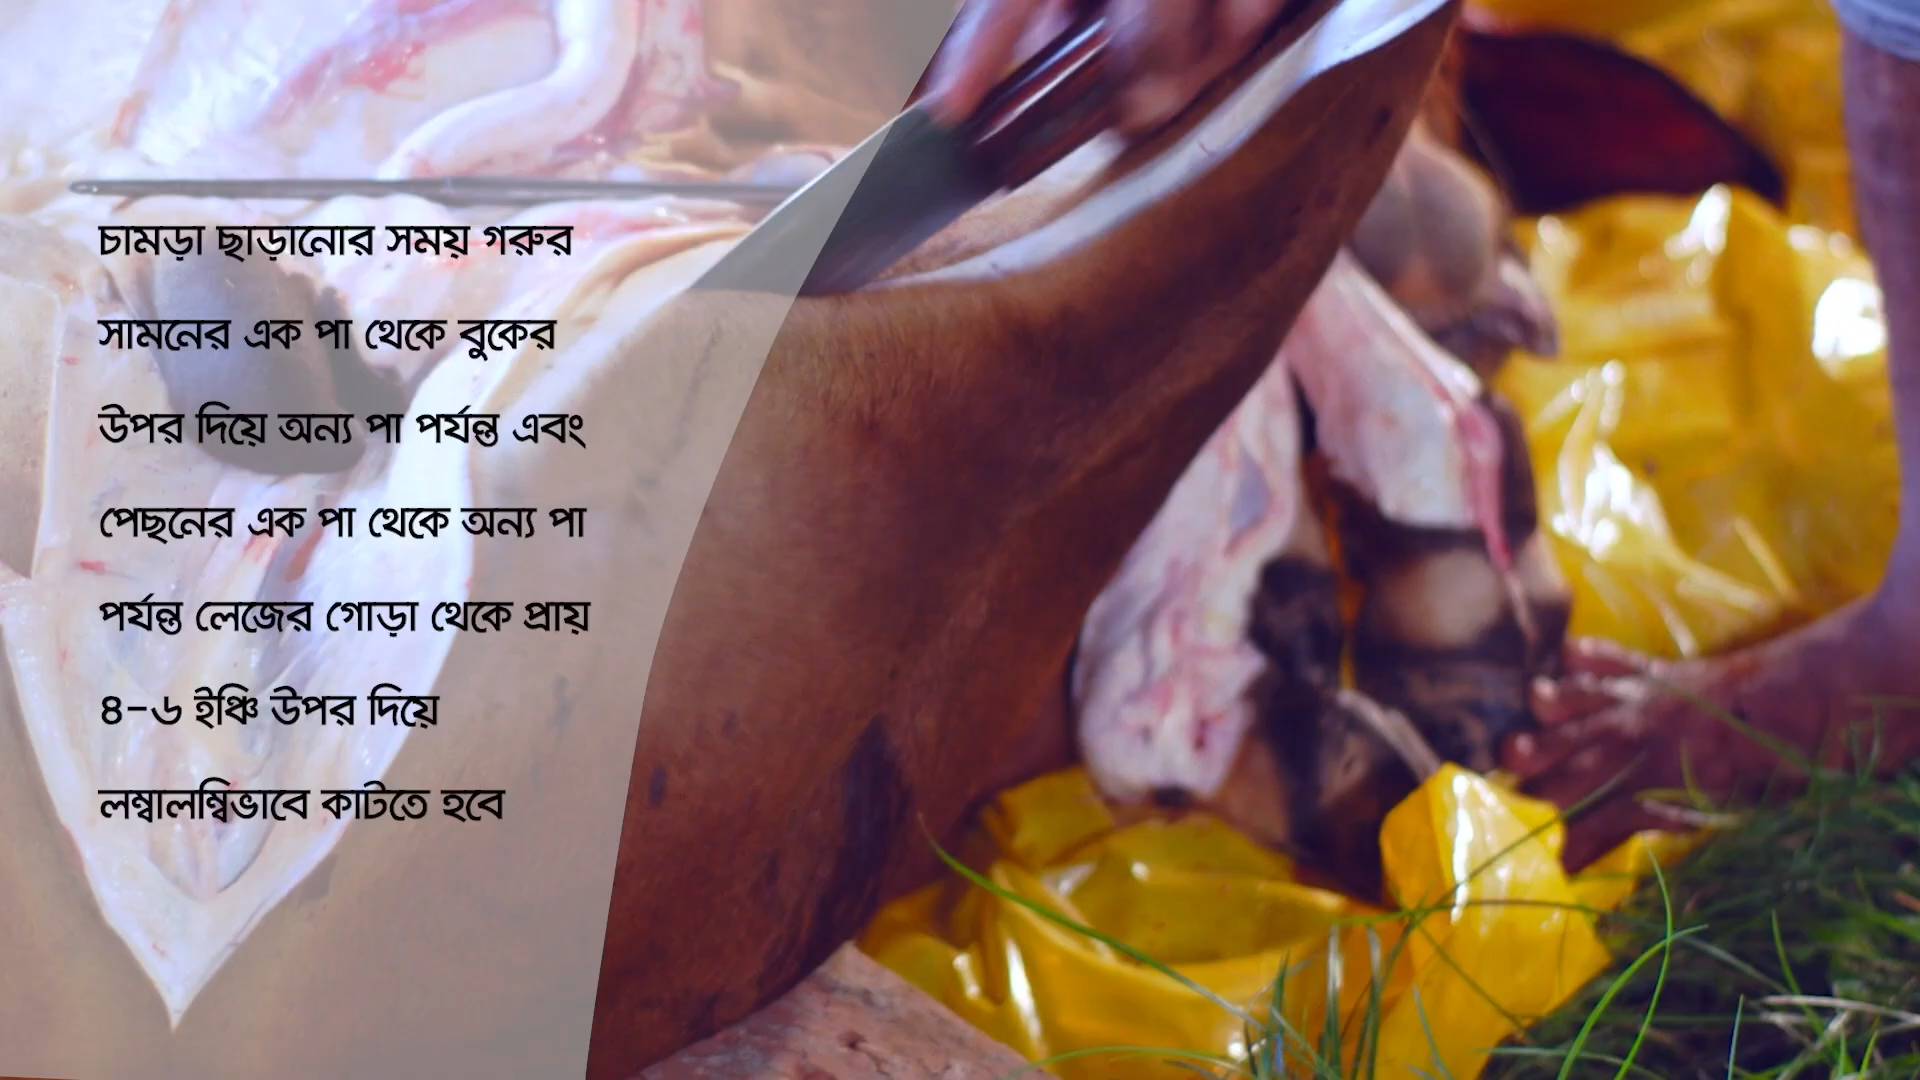 চামড়া ছাড়ানোর সময় গরুর
সামনের এক পা থেকে বুকের
উপর দিয়ে অন্য পা পর্যন্ত এবং
পেছনের এক পা থেকে অন্য পা
পর্যন্ত লেজের গোড়া থেকে প্রায়
৪-৬ ইঞ্চি উপর দিয়ে
লম্বালম্বিভাবে কাটতে হবে